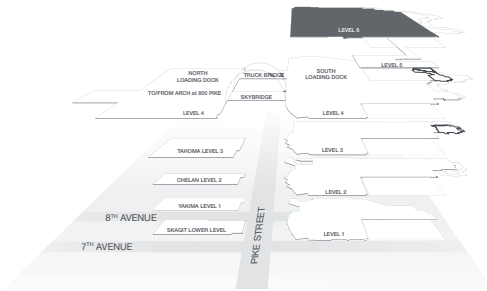 LEVEL 6
LEVEL 5
NORTH
LOADING DOCK
TO/FROM ARCH at 800 PIKE
LEVEL 4
TRUCK BRIDGE
SKYBRIDGE
SOUTH
LOADING DOCK
LEVEL 4
TAHOMA LEVEL 3
LEVEL 3
CHELAN LEVEL 2
LEVEL 2
YAKIMA LEVEL 1
8TH AVENUE
SKAGIT LOWER LEVEL
LEVEL 1
PIKE STREET
7TH AVENUE